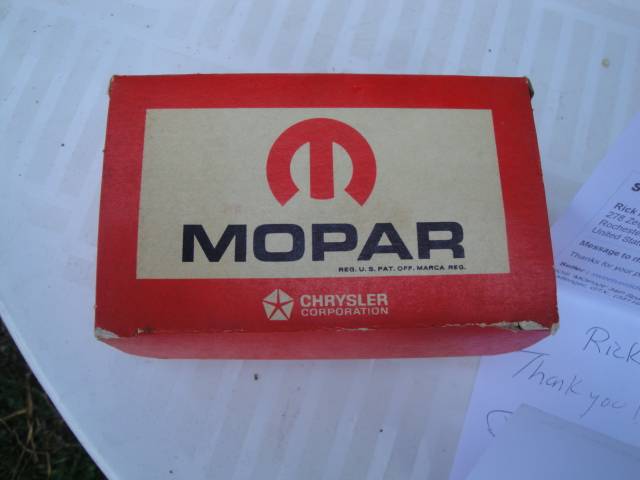 MOPAR
REG. U.S. PAT. OFF. MARCA REG.
CHRYSLER
CORPORATION
S
Rick
278
Rochester
United State
Message to m
Thanks for your
Rick
Thank you!